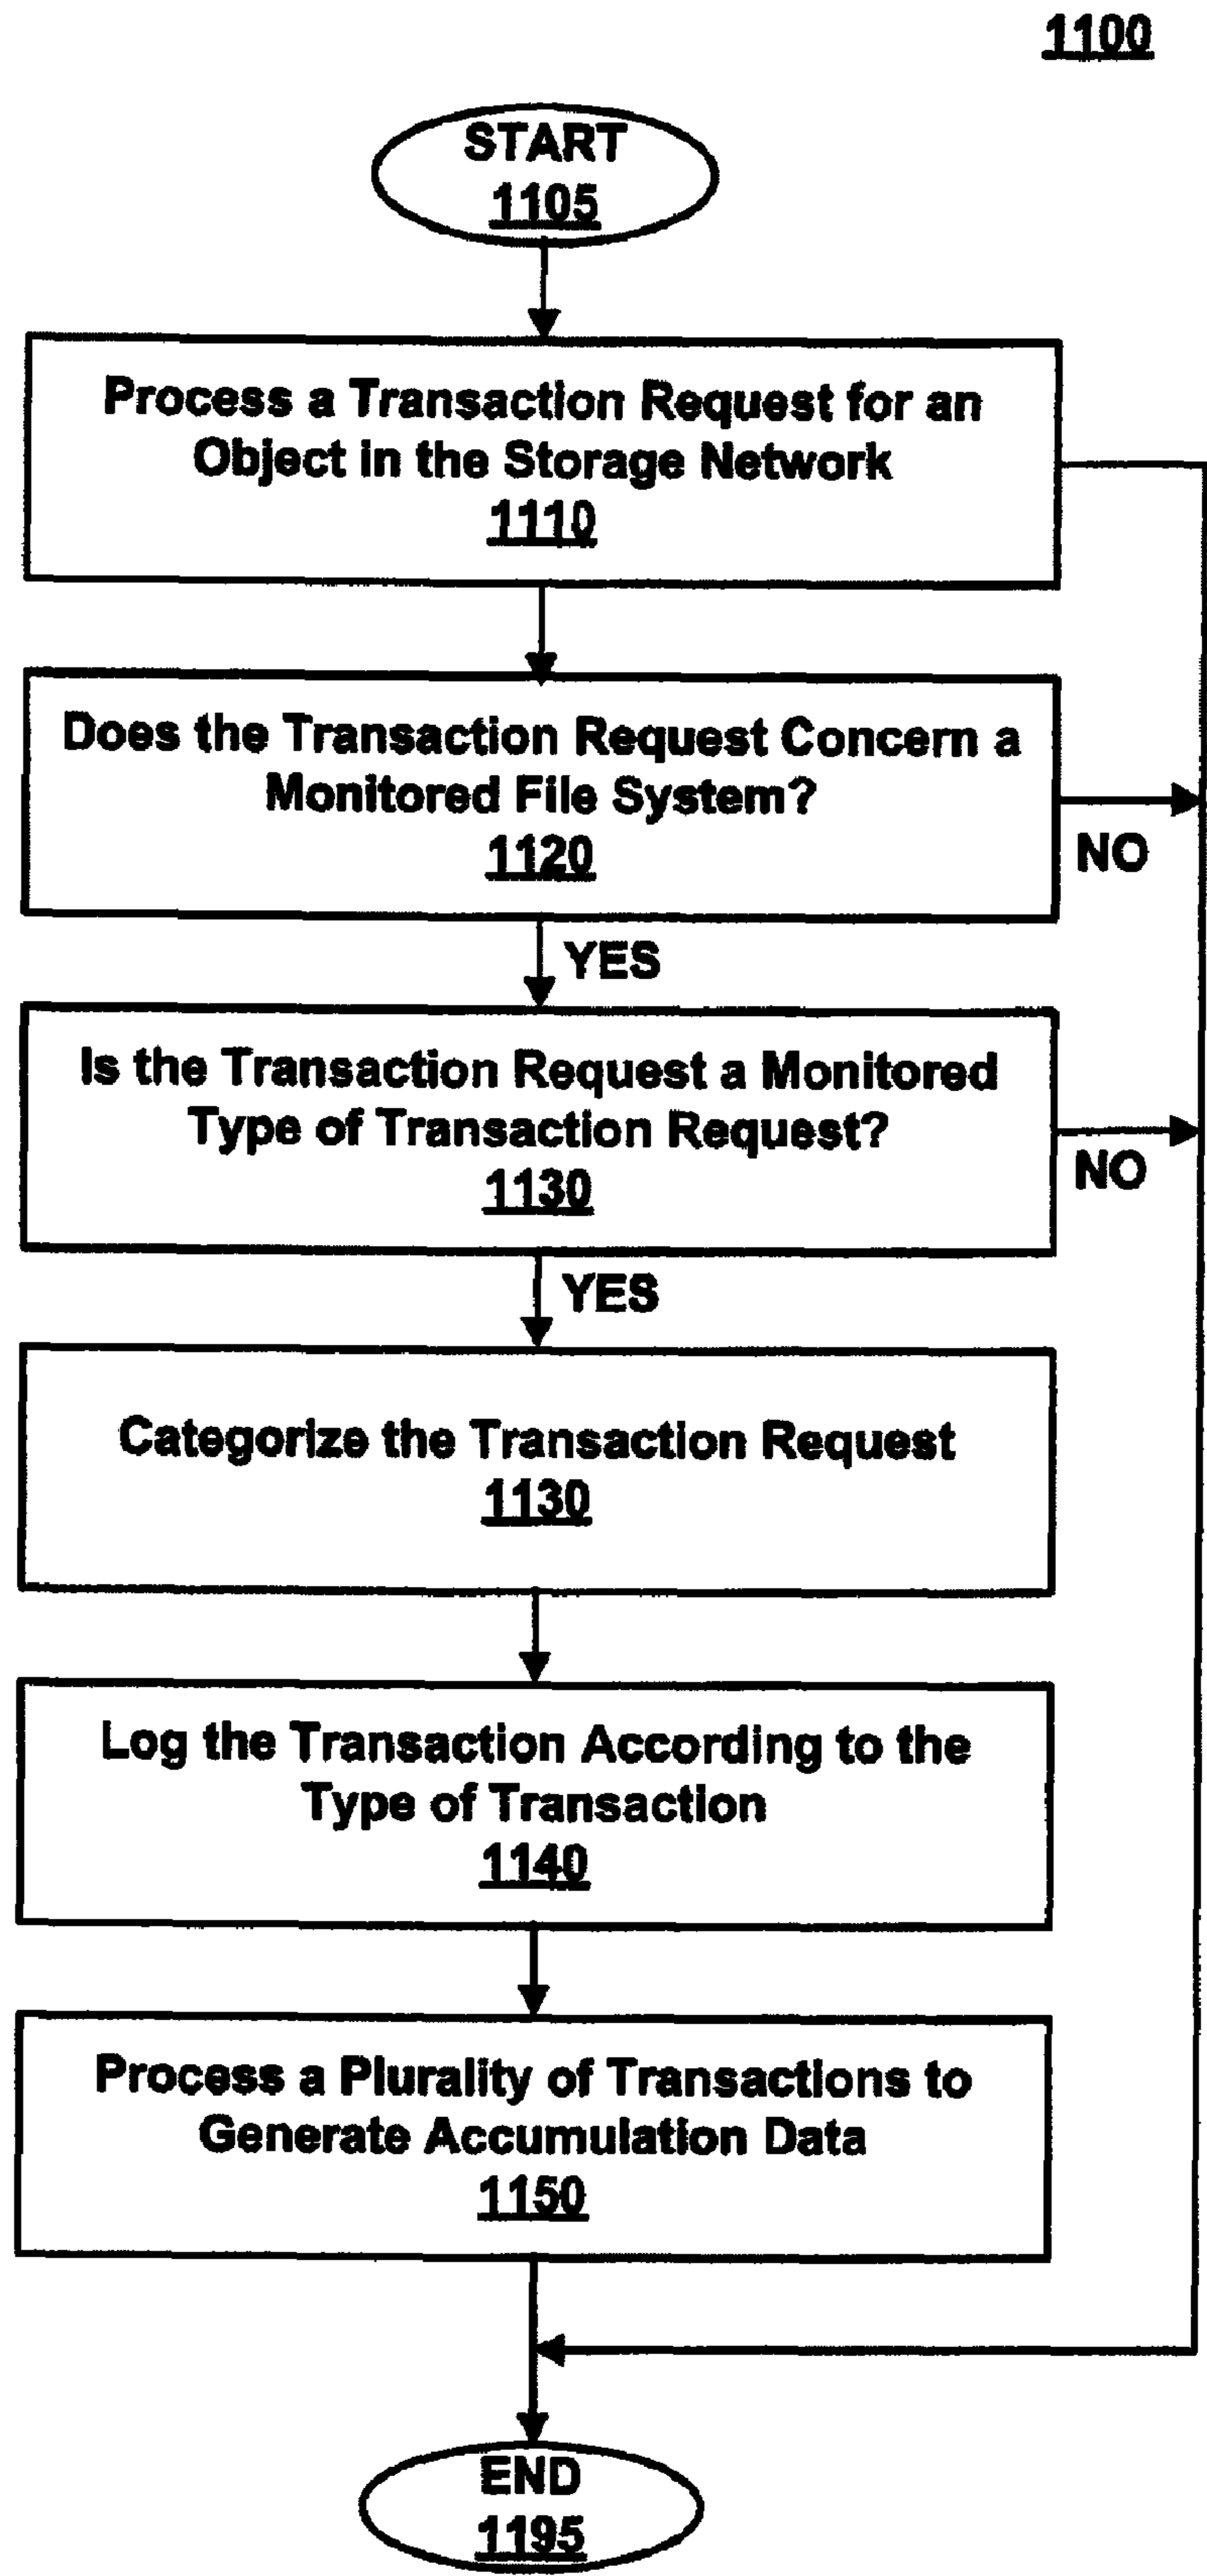 1100
START
1105
Process a Transaction Request for an
Object in the Storage Network
1110
Does the Transaction Request Concern a
Monitored File System?
1120
NO
YES
Is the Transaction Request a Monitored
Type of Transaction Request?
1130
NO
YES
Categorize the Transaction Request
1130
Log the Transaction According to the
Type of Transaction
1140
Process a Plurality of Transactions to
Generate Accumulation Data
1150
END
1195